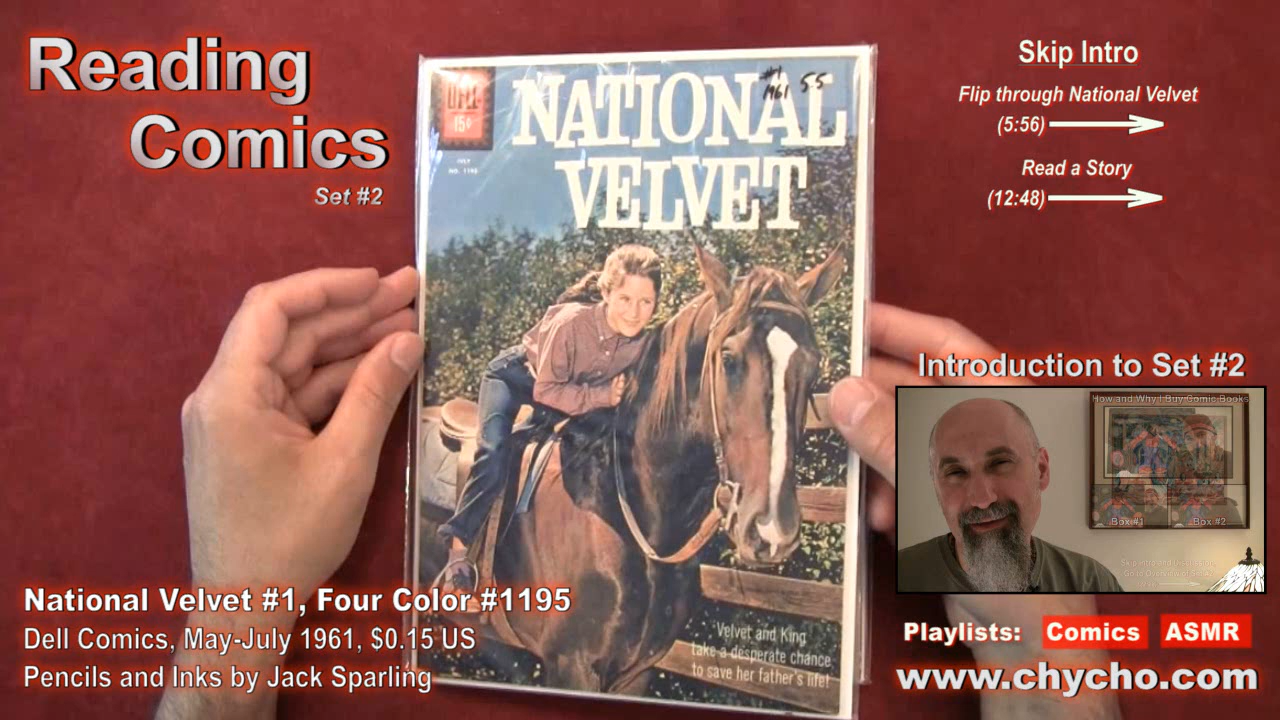 Reading
Comics
Set #2
DELL
15¢
JULY
NO. 1195
#1
1961 5.5
NATIONAL
VELVET
Velvet and King
take a desperate chance
to save her father's life!
Skip Intro
Flip through National Velvet
(5:56)
Read a Story
(12:48)
Introduction to Set #2
How and Why I Buy Comic Books
Box #1
Box #2
National Velvet #1, Four Color #1195
Dell Comics, May-July 1961, $0.15 US
Pencils and Inks by Jack Sparling
Playlists: Comics ASMR
www.chycho.com